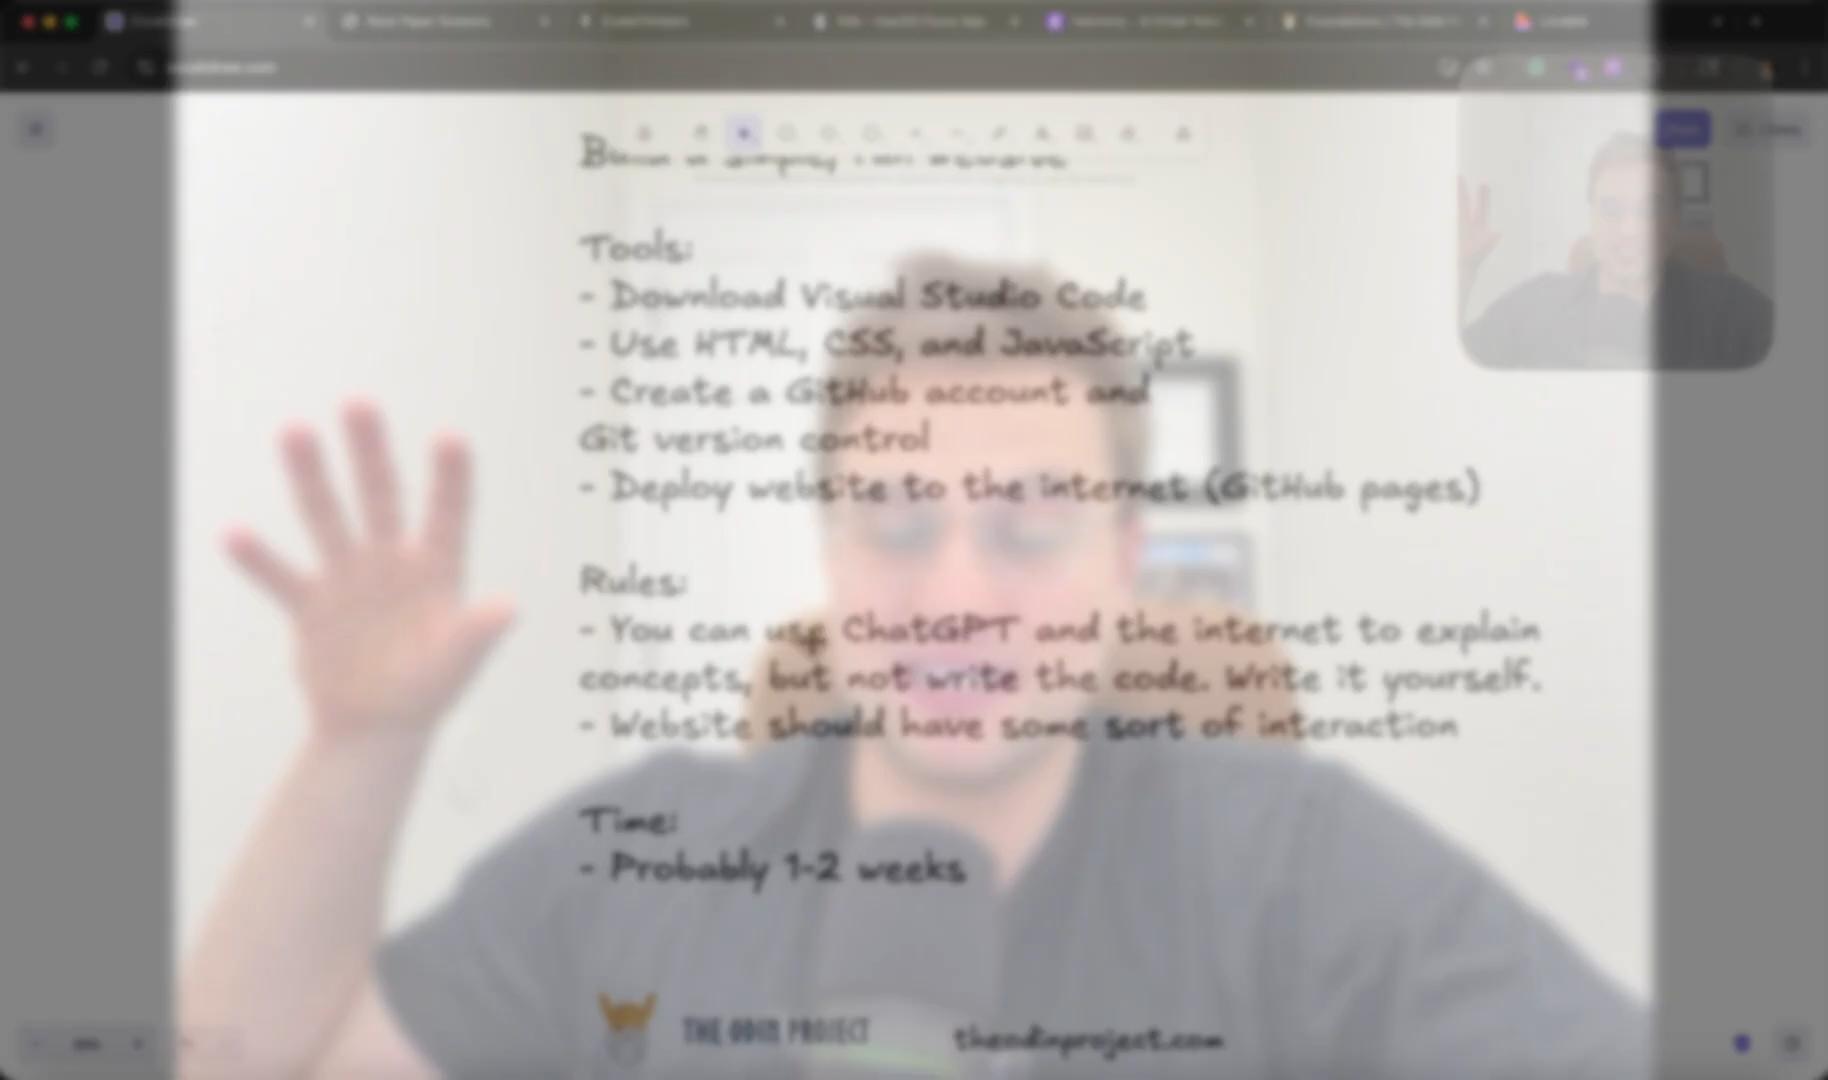 Tools:
- Download Visual Studio Code
- Use HTML, CSS, and JavaScript
- Create a GitHub account and
Git version control
- Deploy website to the internet (GitHub pages)
Rules:
- You can use ChatGPT and the internet to explain
concepts, but not write the code. Write it yourself.
- Website should have some sort of interaction
Time:
- Probably 1-2 weeks
THE ODIN PROJECT
theodinproject.com